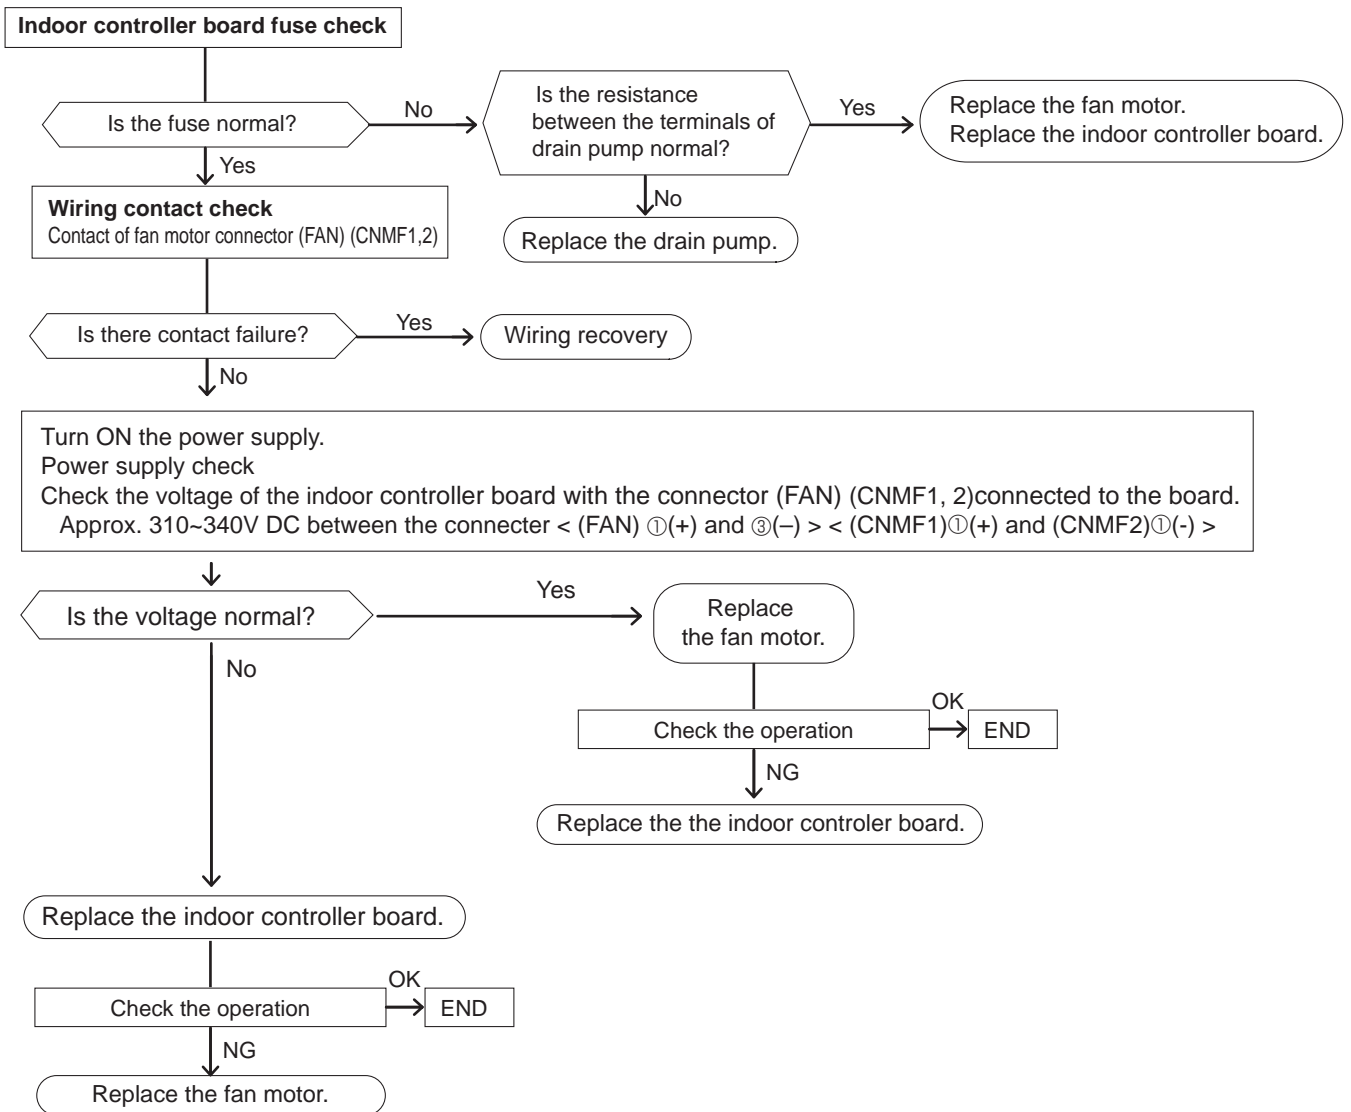 Indoor controller board fuse check
Is the fuse normal?
No
Is the resistance
between the terminals of
drain pump normal?
Yes
Replace the fan motor.
Replace the indoor controller board.
Yes
No
Wiring contact check
Contact of fan motor connector (FAN) (CNMF1,2)
Replace the drain pump.
Is there contact failure?
Yes
Wiring recovery
No
Turn ON the power supply.
Power supply check
Check the voltage of the indoor controller board with the connector (FAN) (CNMF1, 2)connected to the board.
Approx. 310~340V DC between the connecter < (FAN) ①(+) and ③(–) > < (CNMF1)①(+) and (CNMF2)①(-) >
Is the voltage normal?
Yes
Replace
the fan motor.
No
Check the operation
OK
END
NG
Replace the the indoor controler board.
Replace the indoor controller board.
Check the operation
OK
END
NG
Replace the fan motor.